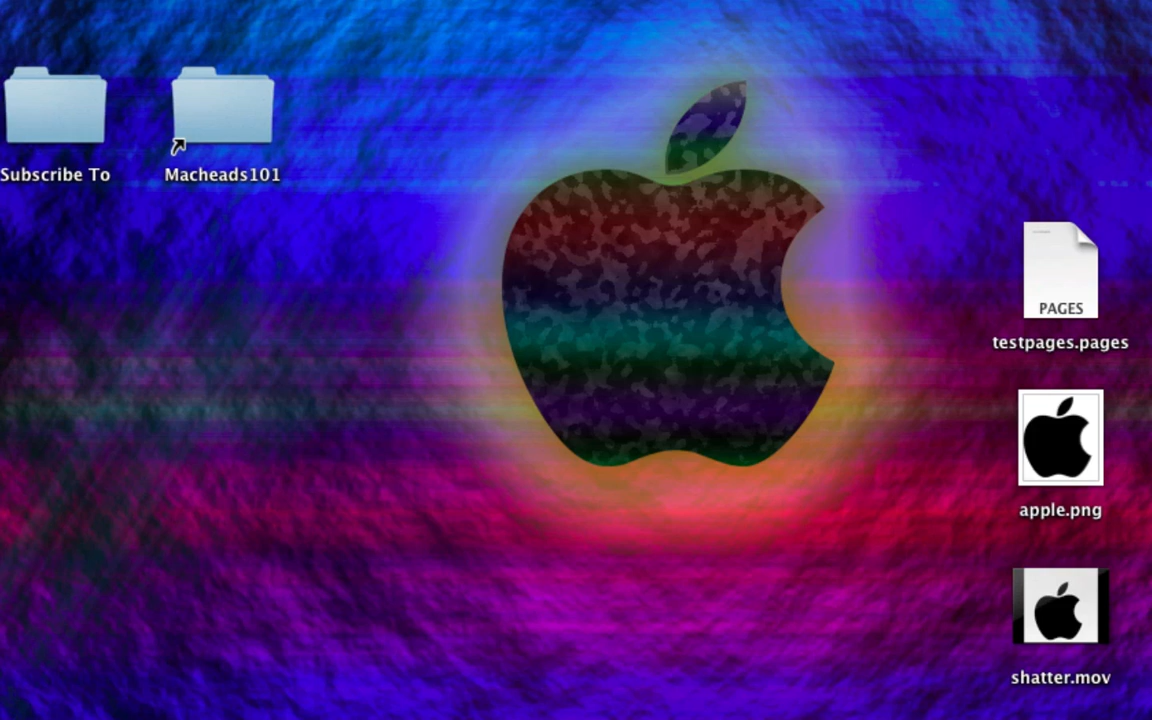 Subscribe To
Macheads101
PAGES
testpages.pages
apple.png
shatter.mov